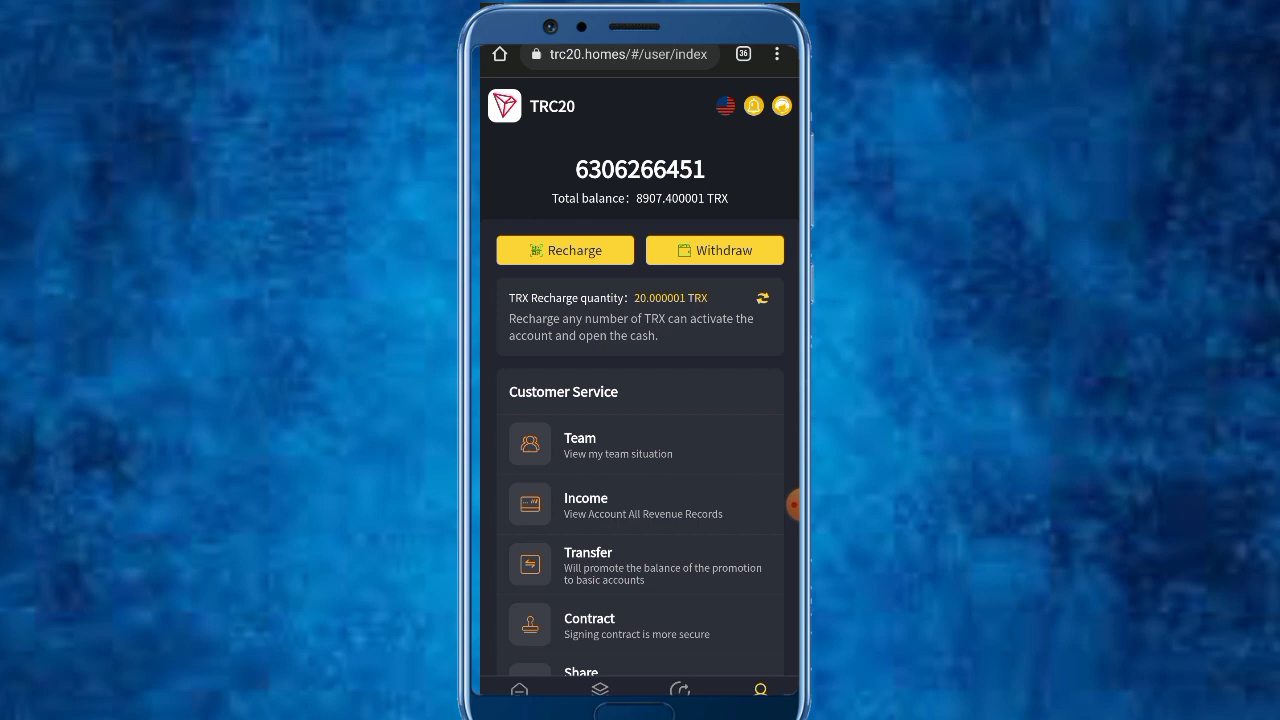 trc20.homes/#/user/index
36
TRC20
6306266451
Total balance: 8907.400001 TRX
Recharge
Withdraw
TRX Recharge quantity: 20.000001 TRX
Recharge any number of TRX can activate the
account and open the cash.
Customer Service
Team
View my team situation
Income
View Account All Revenue Records
Transfer
Will promote the balance of the promotion
to basic accounts
Contract
Signing contract is more secure
Share